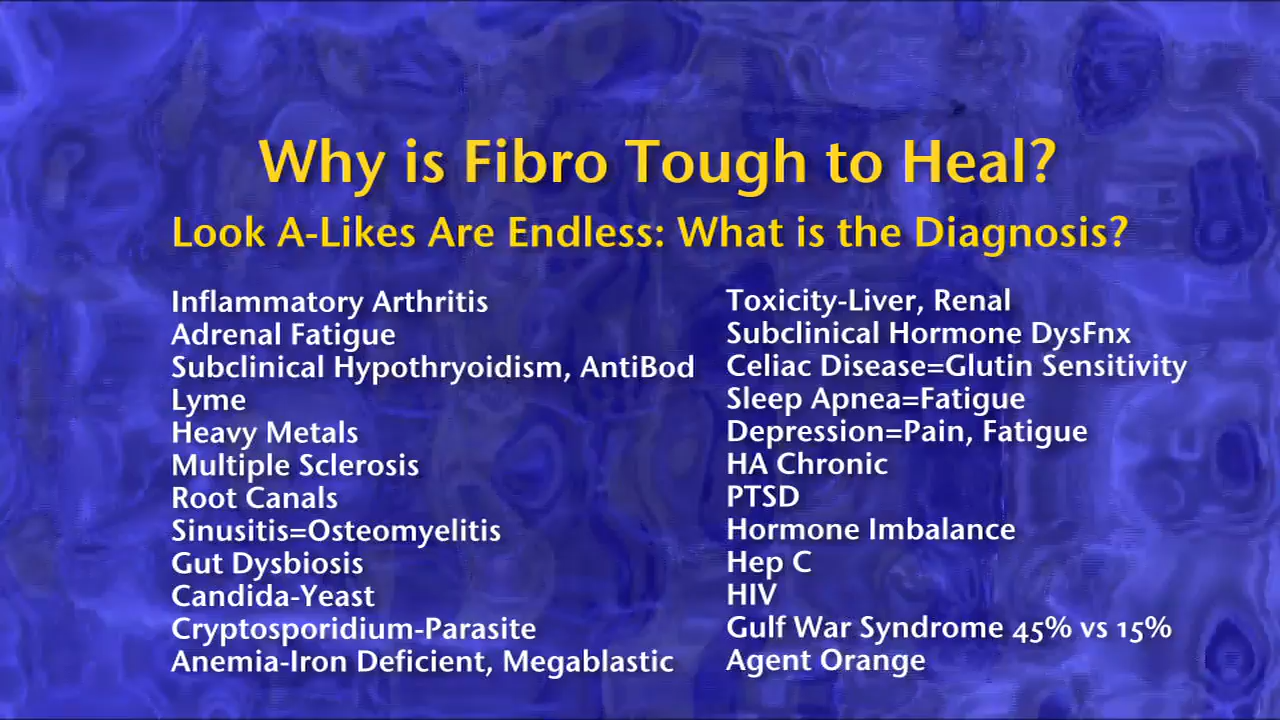 Why is Fibro Tough to Heal?
Look A-Likes Are Endless: What is the Diagnosis?
Inflammatory Arthritis
Adrenal Fatigue
Subclinical Hypothryoidism, AntiBod
Lyme
Heavy Metals
Multiple Sclerosis
Root Canals
Sinusitis=Osteomyelitis
Gut Dysbiosis
Candida-Yeast
Cryptosporidium-Parasite
Anemia-Iron Deficient, Megablastic
Toxicity-Liver, Renal
Subclinical Hormone DysFnx
Celiac Disease=Glutin Sensitivity
Sleep Apnea=Fatigue
Depression=Pain, Fatigue
HA Chronic
PTSD
Hormone Imbalance
Hep C
HIV
Gulf War Syndrome 45% vs 15%
Agent Orange